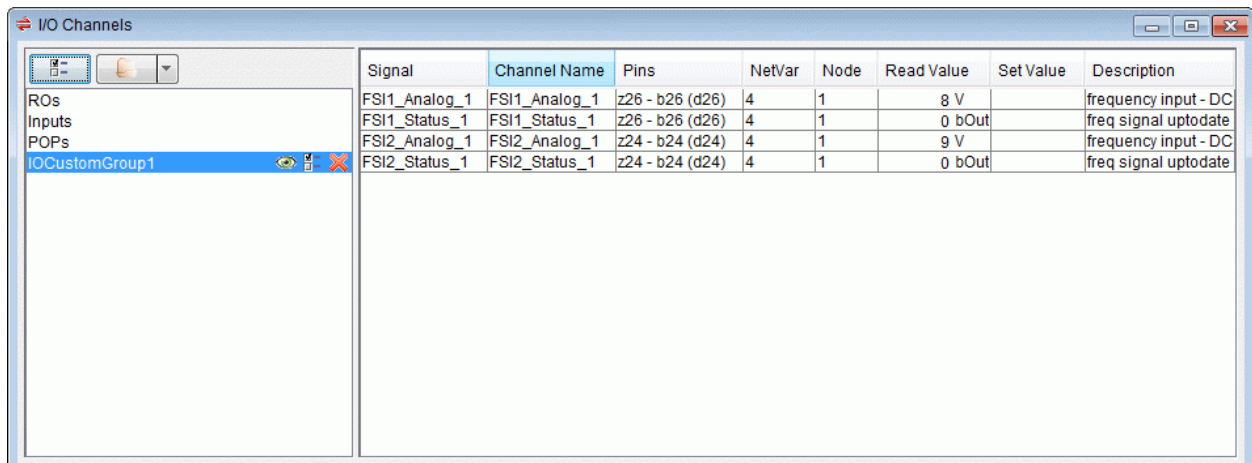 I/O Channels
Signal Channel Name Pins NetVar Node Read Value Set Value Description
ROs
Inputs
POPs
IOCustomGroup1
FSI1_Analog_1 FSI1_Analog_1 z26 - b26 (d26) 4 1 8 V frequency input - DC
FSI1_Status_1 FSI1_Status_1 z26 - b26 (d26) 4 1 0 bOut freq signal uptodate
FSI2_Analog_1 FSI2_Analog_1 z24 - b24 (d24) 4 1 9 V frequency input - DC
FSI2_Status_1 FSI2_Status_1 z24 - b24 (d24) 4 1 0 bOut freq signal uptodate